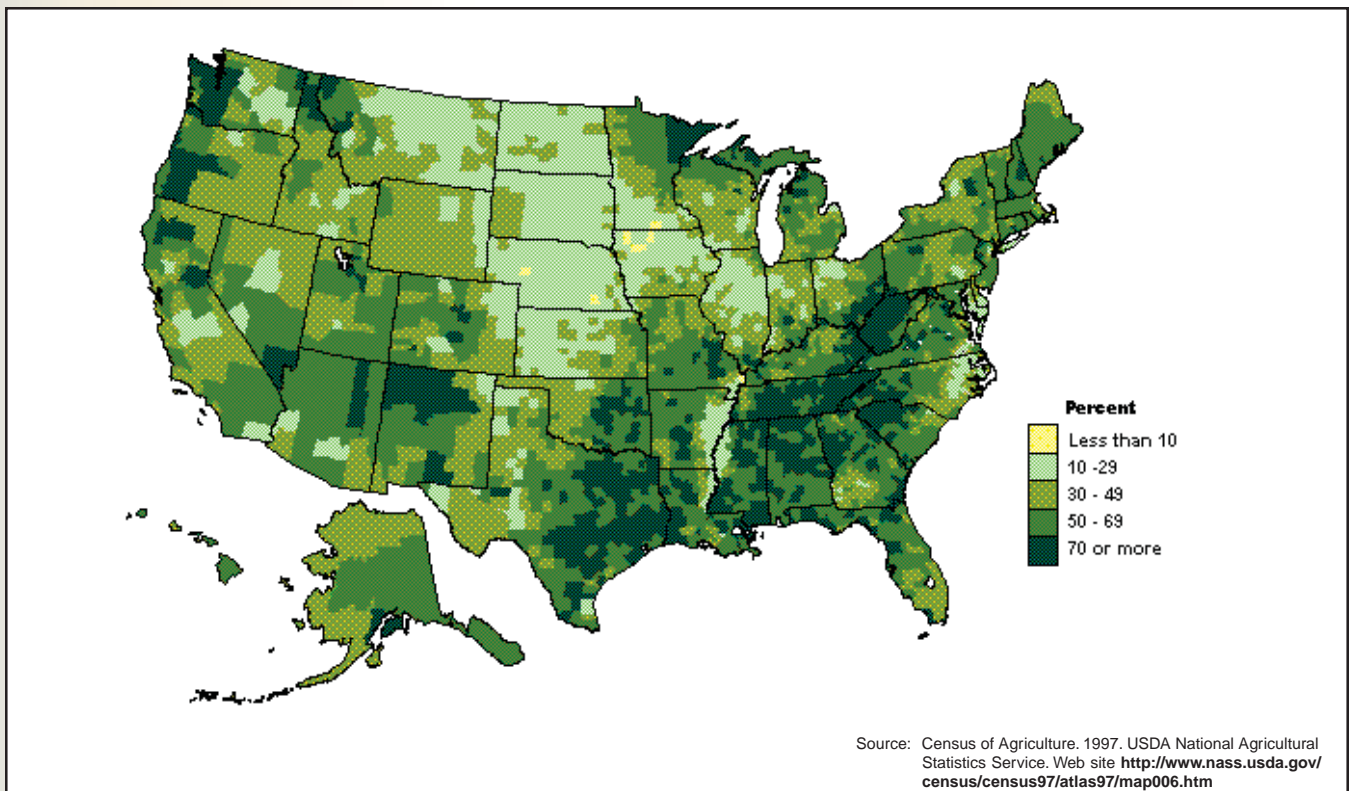 Percent
Less than 10
10 -29
30 - 49
50 - 69
70 or more
Source: Census of Agriculture. 1997. USDA National Agricultural
Statistics Service. Web site http://www.nass.usda.gov/
census/census97/atlas97/map006.htm